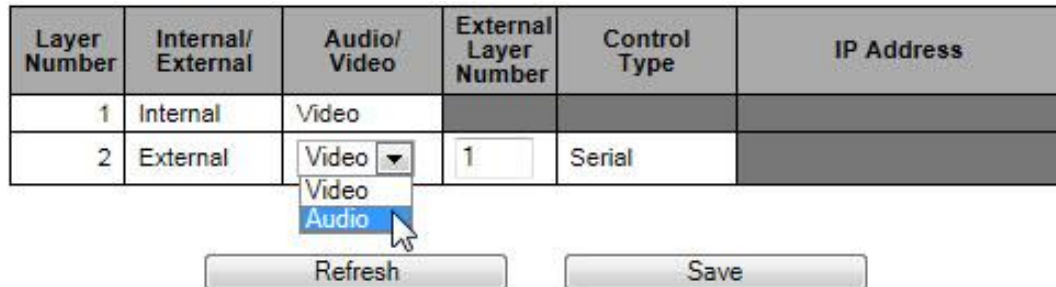 Layer Number Internal/ External Audio/ Video External Layer Number Control Type IP Address
1 Internal Video
2 External Video 1 Serial
Video
Audio
Refresh Save